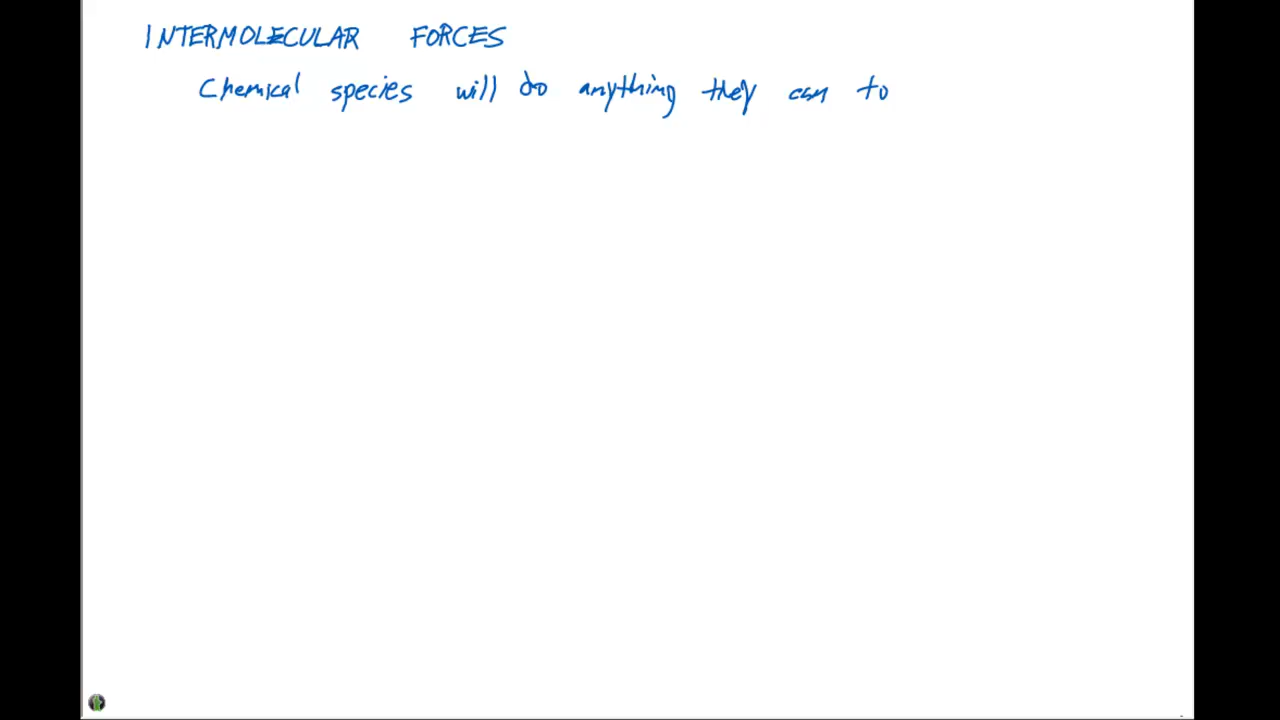 INTERMOLECULAR FORCES
Chemical species will do anything they can to